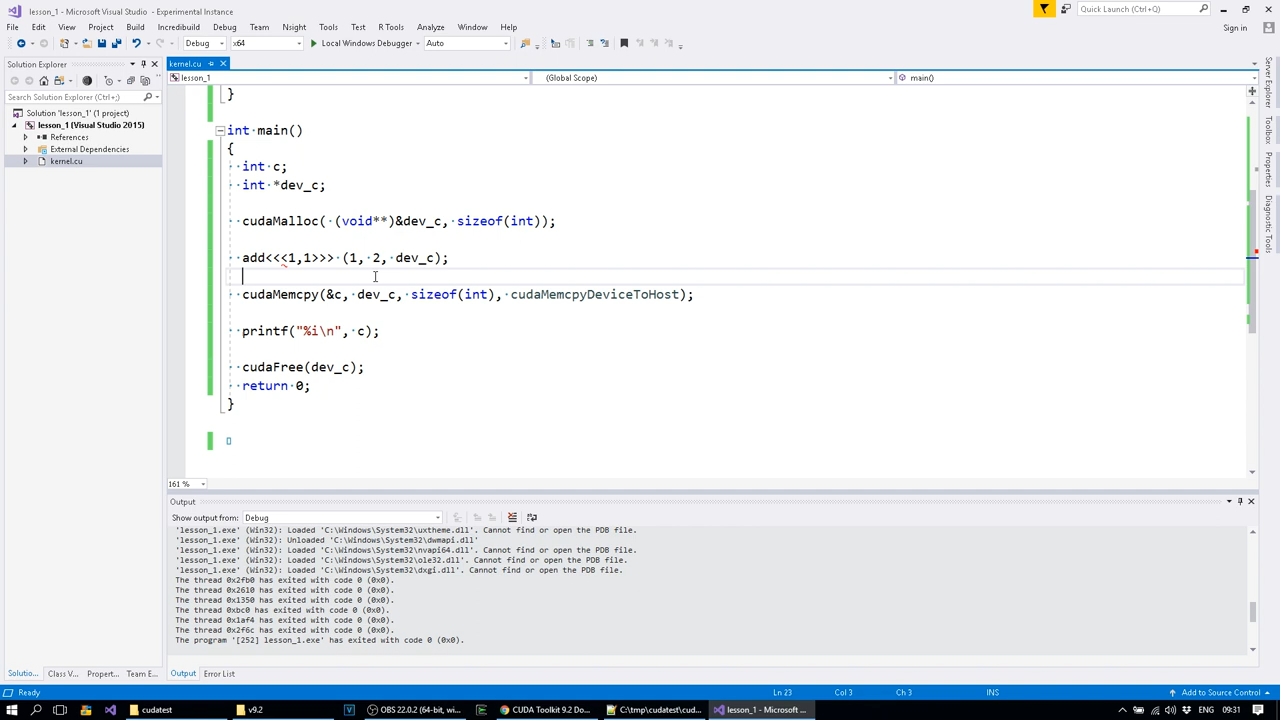 lesson_1 - Microsoft Visual Studio - Experimental Instance
Quick Launch (Ctrl+Q)
File Edit View Project Build Incredibuild Debug Team Nsight Tools Test R Tools Analyze Window Help
Sign in
Debug x64 Local Windows Debugger Auto
Solution Explorer
kernel.cu
lesson_1 (Global Scope) main()
Search Solution Explorer (Ctrl+;)
Solution 'lesson_1' (1 project)
lesson_1 (Visual Studio 2015)
References
External Dependencies
kernel.cu
}
int main()
{
int c;
int *dev_c;
cudaMalloc( (void**)&dev_c, sizeof(int));
add<<<1,1>>> (1, 2, dev_c);
cudaMemcpy(&c, dev_c, sizeof(int), cudaMemcpyDeviceToHost);
printf("%i\n", c);
cudaFree(dev_c);
return 0;
}
161 %
Server Explorer
Toolbox
Properties
Diagnostic Tools
Output
Show output from: Debug
'lesson_1.exe' (Win32): Loaded 'C:\Windows\System32\uxtheme.dll'. Cannot find or open the PDB file.
'lesson_1.exe' (Win32): Unloaded 'C:\Windows\System32\dwmapi.dll'
'lesson_1.exe' (Win32): Loaded 'C:\Windows\System32\nvapi64.dll'. Cannot find or open the PDB file.
'lesson_1.exe' (Win32): Loaded 'C:\Windows\System32\ole32.dll'. Cannot find or open the PDB file.
'lesson_1.exe' (Win32): Loaded 'C:\Windows\System32\dxgi.dll'. Cannot find or open the PDB file.
The thread 0x2fb0 has exited with code 0 (0x0).
The thread 0x2610 has exited with code 0 (0x0).
The thread 0x1350 has exited with code 0 (0x0).
The thread 0xbc0 has exited with code 0 (0x0).
The thread 0x1af4 has exited with code 0 (0x0).
The thread 0x2f6c has exited with code 0 (0x0).
The program '[252] lesson_1.exe' has exited with code 0 (0x0).
Solutio... Class V... Propert... Team E...
Output Error List
Ready Ln 23 Col 3 Ch 3 INS Add to Source Control
cudatest v9.2 OBS 22.0.2 (64-bit, wi... CUDA Toolkit 9.2 Do... C:\tmp\cudatest\cud... lesson_1 - Microsoft ... 09:31